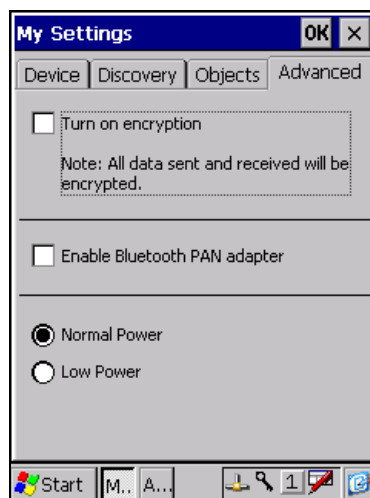 My Settings OK
Device Discovery Objects Advanced
Turn on encryption
Note: All data sent and received will be
encrypted.
Enable Bluetooth PAN adapter
Normal Power
Low Power
Start M.. A... 1